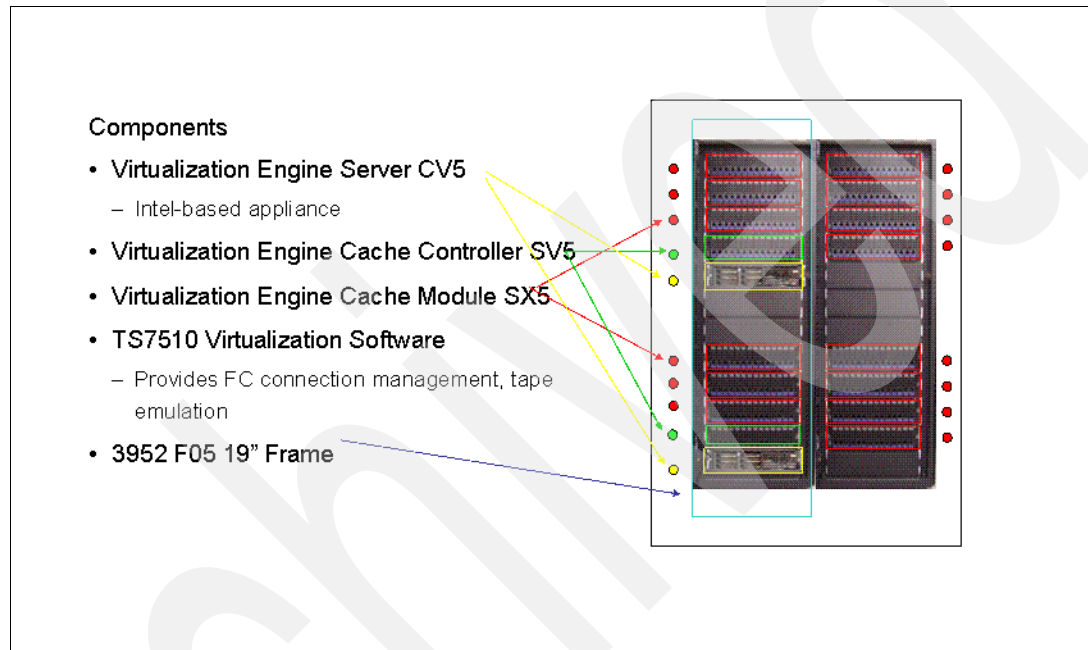 Components
• Virtualization Engine Server CV5
– Intel-based appliance
• Virtualization Engine Cache Controller SV5
• Virtualization Engine Cache Module SX5
• TS7510 Virtualization Software
– Provides FC connection management, tape
emulation
• 3952 F05 19” Frame